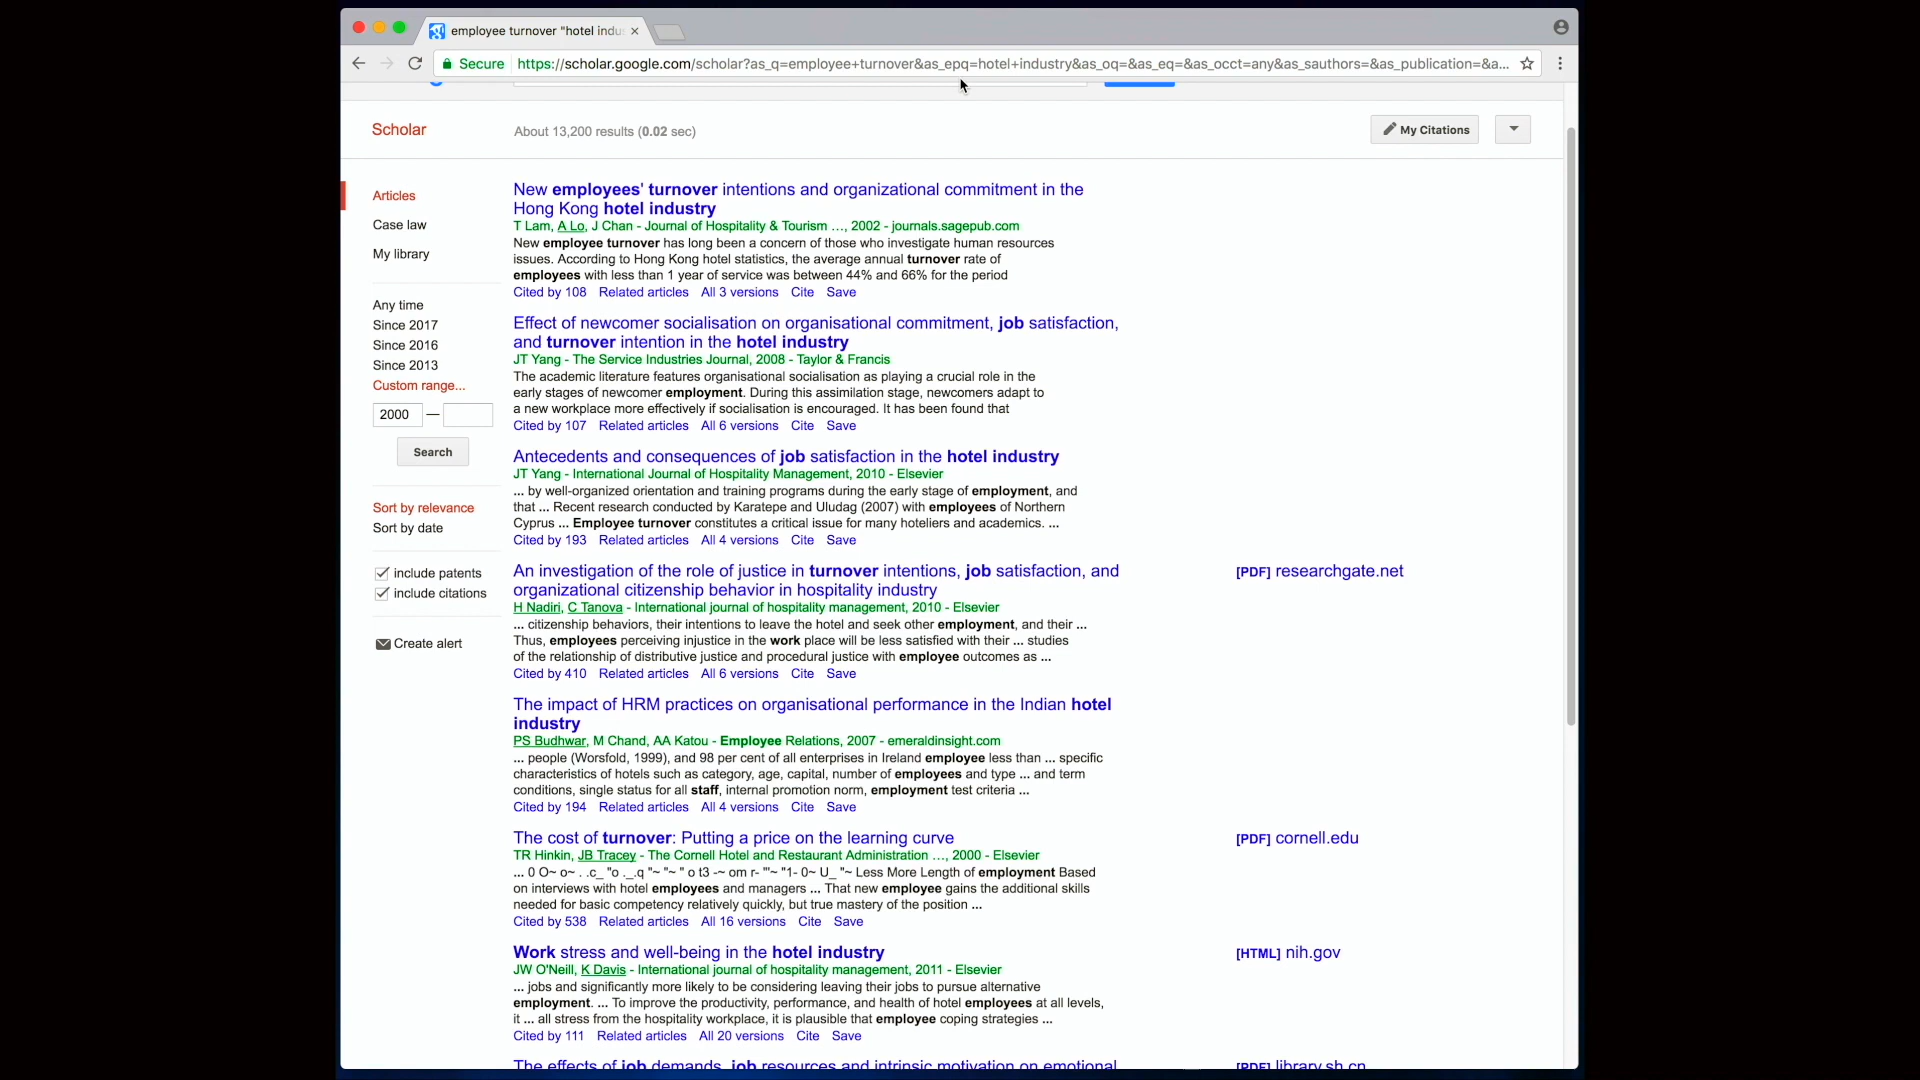 employee turnover "hotel indu
Secure https://scholar.google.com/scholar?as_q=employee+turnover&as_epq=hotel+industry&as_oq=&as_eq=&as_occt=any&as_sauthors=&as_publication=&a...
Scholar
About 13,200 results (0.02 sec)
My Citations
Articles
Case law
My library
Any time
Since 2017
Since 2016
Since 2013
Custom range...
2000 —
Search
Sort by relevance
Sort by date
include patents
include citations
Create alert
New employees' turnover intentions and organizational commitment in the
Hong Kong hotel industry
T Lam, A Lo, J Chan - Journal of Hospitality & Tourism …, 2002 - journals.sagepub.com
New employee turnover has long been a concern of those who investigate human resources
issues. According to Hong Kong hotel statistics, the average annual turnover rate of
employees with less than 1 year of service was between 44% and 66% for the period
Cited by 108 Related articles All 3 versions Cite Save
Effect of newcomer socialisation on organisational commitment, job satisfaction,
and turnover intention in the hotel industry
JT Yang - The Service Industries Journal, 2008 - Taylor & Francis
The academic literature features organisational socialisation as playing a crucial role in the
early stages of newcomer employment. During this assimilation stage, newcomers adapt to
a new workplace more effectively if socialisation is encouraged. It has been found that
Cited by 107 Related articles All 6 versions Cite Save
Antecedents and consequences of job satisfaction in the hotel industry
JT Yang - International Journal of Hospitality Management, 2010 - Elsevier
... by well-organized orientation and training programs during the early stage of employment, and
that ... Recent research conducted by Karatepe and Uludag (2007) with employees of Northern
Cyprus ... Employee turnover constitutes a critical issue for many hoteliers and academics. ...
Cited by 193 Related articles All 4 versions Cite Save
An investigation of the role of justice in turnover intentions, job satisfaction, and
organizational citizenship behavior in hospitality industry
[PDF] researchgate.net
H Nadiri, C Tanova - International journal of hospitality management, 2010 - Elsevier
... citizenship behaviors, their intentions to leave the hotel and seek other employment, and their ...
Thus, employees perceiving injustice in the work place will be less satisfied with their ... studies
of the relationship of distributive justice and procedural justice with employee outcomes as ...
Cited by 410 Related articles All 6 versions Cite Save
The impact of HRM practices on organisational performance in the Indian hotel
industry
PS Budhwar, M Chand, AA Katou - Employee Relations, 2007 - emeraldinsight.com
... people (Worsfold, 1999), and 98 per cent of all enterprises in Ireland employee less than ... specific
characteristics of hotels such as category, age, capital, number of employees and type ... and term
conditions, single status for all staff, internal promotion norm, employment test criteria ...
Cited by 194 Related articles All 4 versions Cite Save
The cost of turnover: Putting a price on the learning curve
[PDF] cornell.edu
TR Hinkin, JB Tracey - The Cornell Hotel and Restaurant Administration …, 2000 - Elsevier
... 0 O~ o~ . .c_ "o ._.q "~ "~ " o t3 -~ om r- "'~ "1- 0~ U_ "~ Less More Length of employment Based
on interviews with hotel employees and managers ... That new employee gains the additional skills
needed for basic competency relatively quickly, but true mastery of the position ...
Cited by 538 Related articles All 16 versions Cite Save
Work stress and well-being in the hotel industry
[HTML] nih.gov
JW O'Neill, K Davis - International journal of hospitality management, 2011 - Elsevier
... jobs and significantly more likely to be considering leaving their jobs to pursue alternative
employment. ... To improve the productivity, performance, and health of hotel employees at all levels,
it ... all stress from the hospitality workplace, it is plausible that employee coping strategies ...
Cited by 111 Related articles All 20 versions Cite Save
The effects of job demands, job resources and intrinsic motivation on emotional
[PDF] library.sh.cn